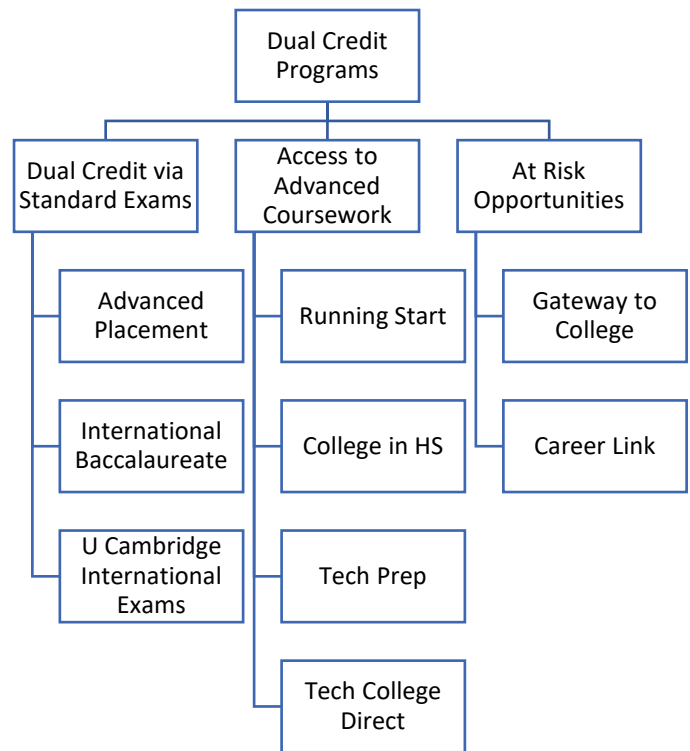 Dual Credit
Programs
Dual Credit via
Standard Exams
Access to
Advanced
Coursework
At Risk
Opportunities
Advanced
Placement
International
Baccalaureate
U Cambridge
International
Exams
Running Start
College in HS
Tech Prep
Tech College
Direct
Gateway to
College
Career Link